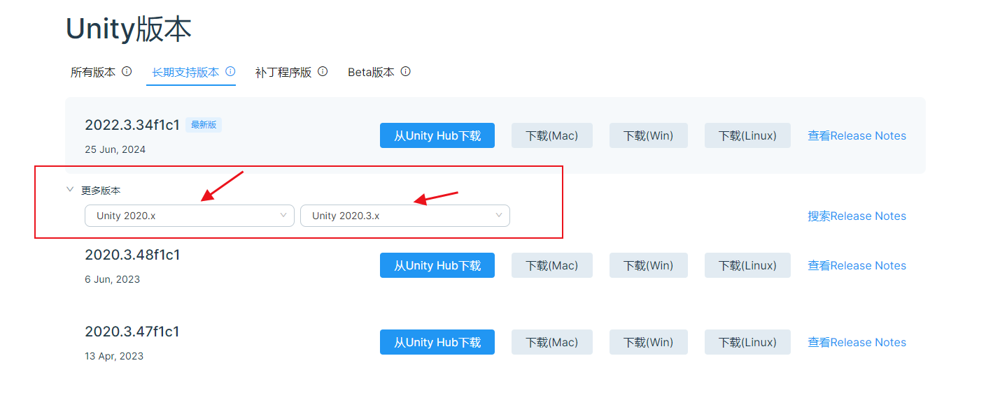 Unity版本
所有版本 长期支持版本 补丁程序版 Beta版本
2022.3.34f1c1 最新版
25 Jun, 2024
从Unity Hub下载 下载(Mac) 下载(Win) 下载(Linux) 查看Release Notes
更多版本
Unity 2020.x Unity 2020.3.x 搜索Release Notes
2020.3.48f1c1
6 Jun, 2023
从Unity Hub下载 下载(Mac) 下载(Win) 下载(Linux) 查看Release Notes
2020.3.47f1c1
13 Apr, 2023
从Unity Hub下载 下载(Mac) 下载(Win) 下载(Linux) 查看Release Notes